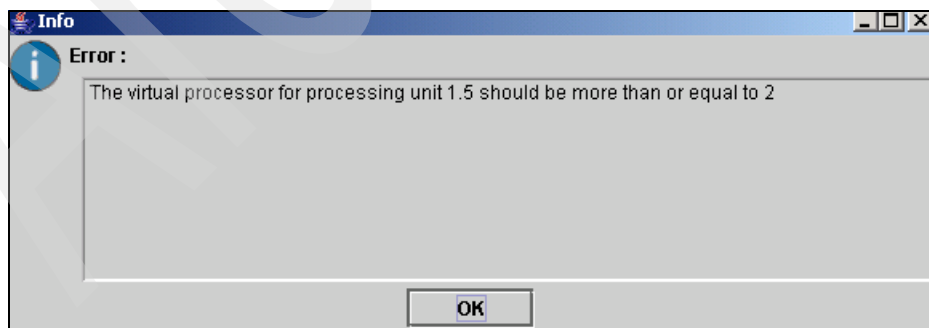 Info
Error :
The virtual processor for processing unit 1.5 should be more than or equal to 2
OK